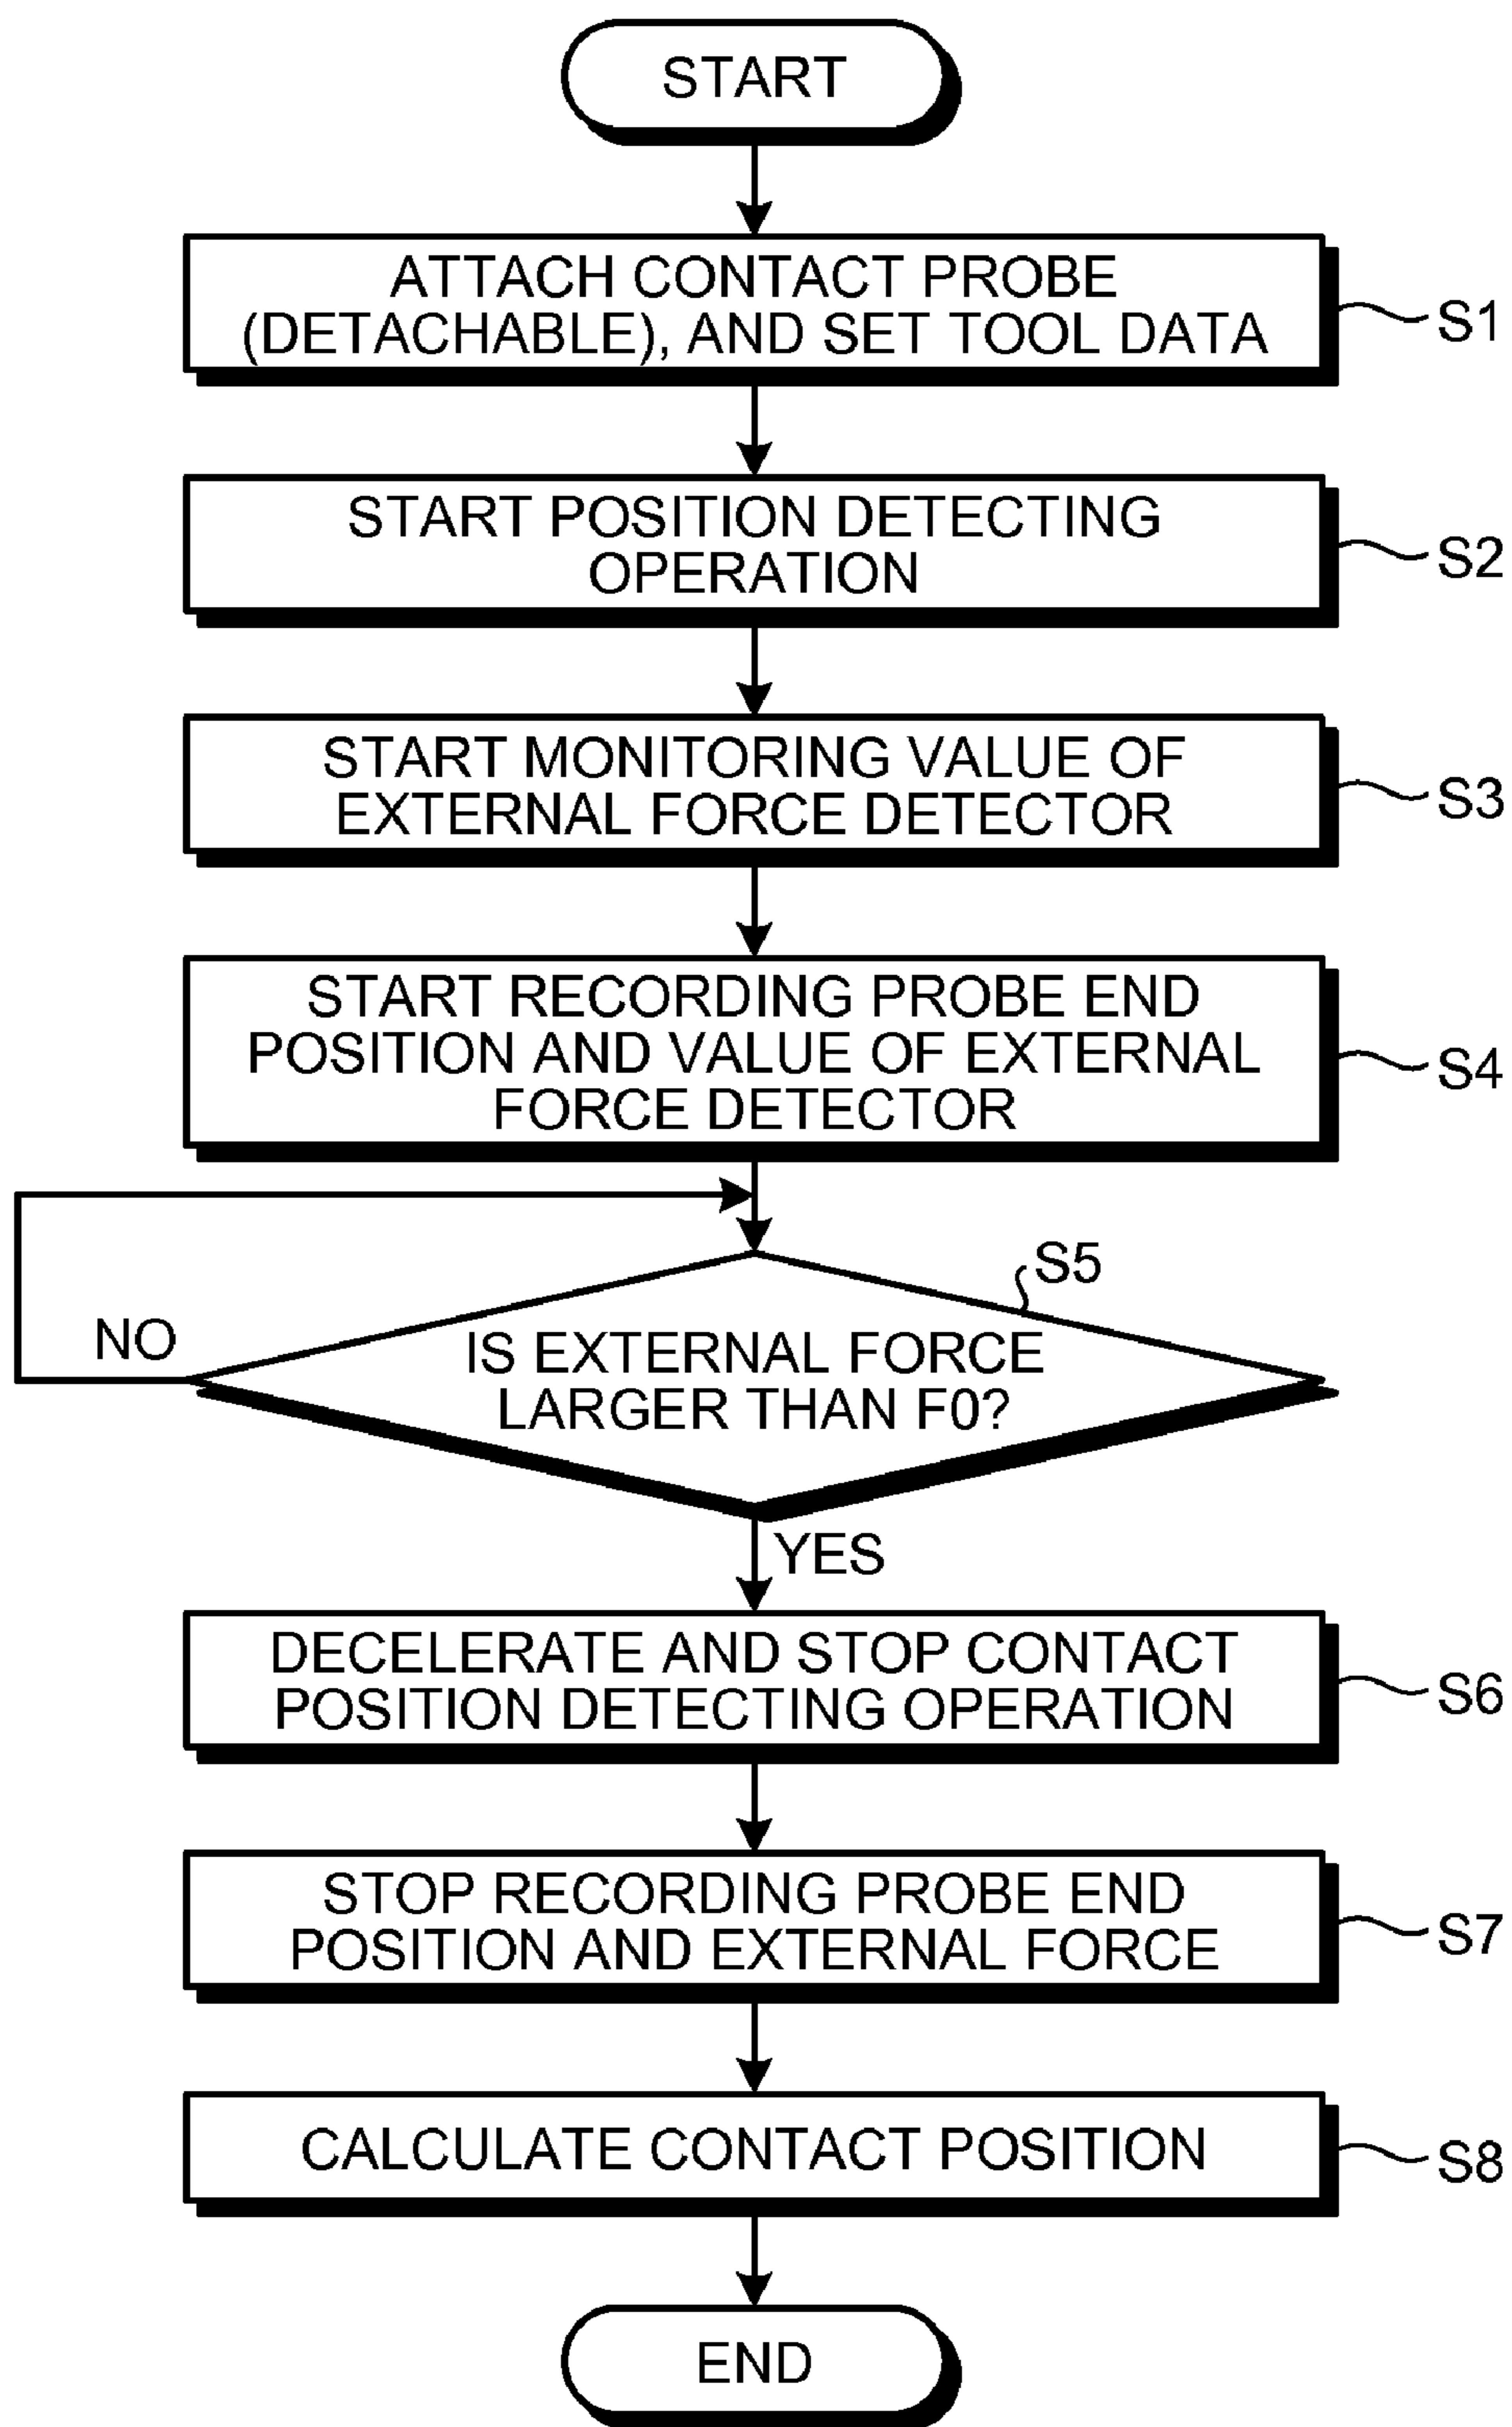 START
ATTACH CONTACT PROBE
(DETACHABLE), AND SET TOOL DATA
S1
START POSITION DETECTING
OPERATION
S2
START MONITORING VALUE OF
EXTERNAL FORCE DETECTOR
S3
START RECORDING PROBE END
POSITION AND VALUE OF EXTERNAL
FORCE DETECTOR
S4
S5
NO
IS EXTERNAL FORCE
LARGER THAN F0?
YES
DECELERATE AND STOP CONTACT
POSITION DETECTING OPERATION
S6
STOP RECORDING PROBE END
POSITION AND EXTERNAL FORCE
S7
CALCULATE CONTACT POSITION
S8
END